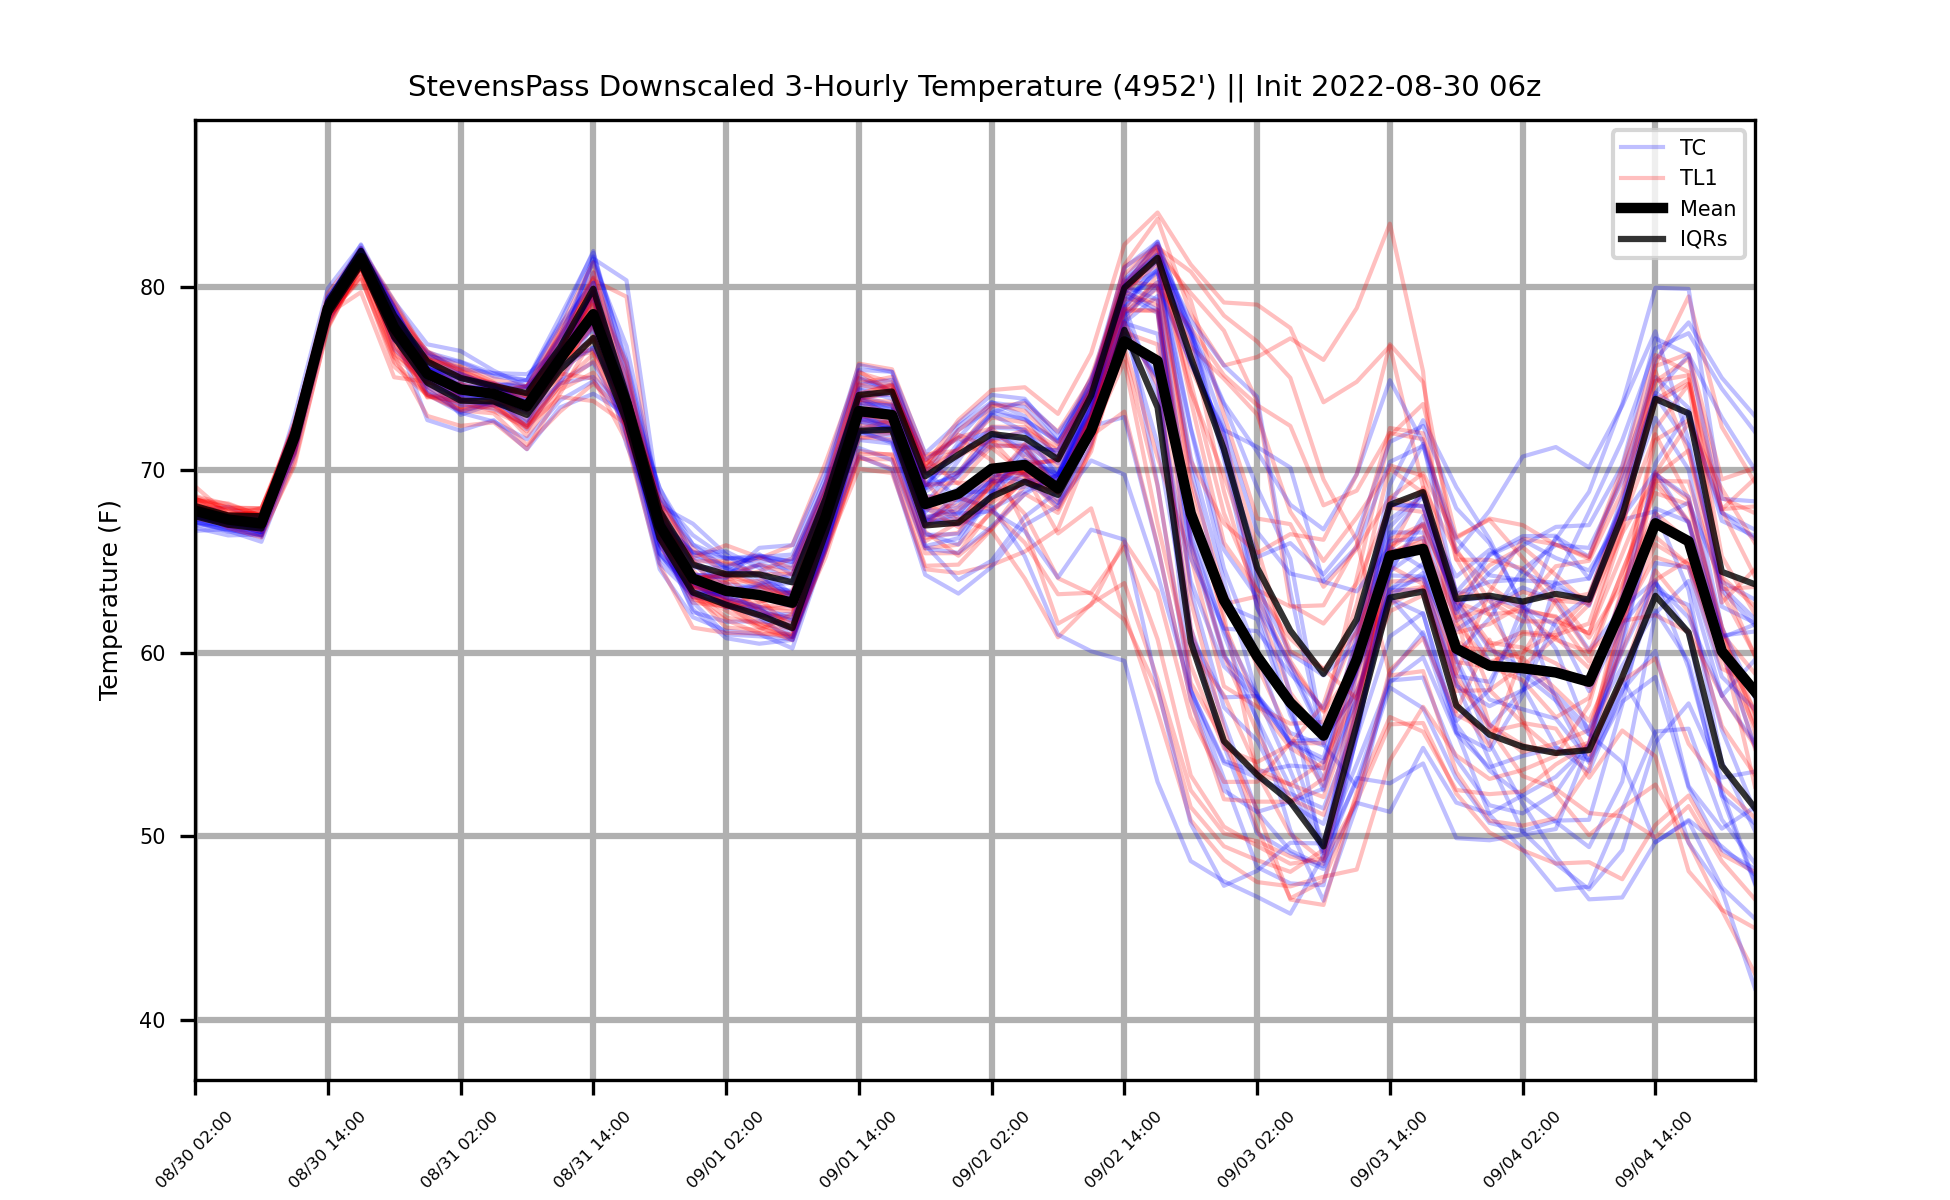 StevensPass Downscaled 3-Hourly Temperature (4952') || Init 2022-08-30 06z
TC
TL1
Mean
IQRs
Temperature (F)
80
70
60
50
40
08/30 02:00
08/30 14:00
08/31 02:00
08/31 14:00
09/01 02:00
09/01 14:00
09/02 02:00
09/02 14:00
09/03 02:00
09/03 14:00
09/04 02:00
09/04 14:00